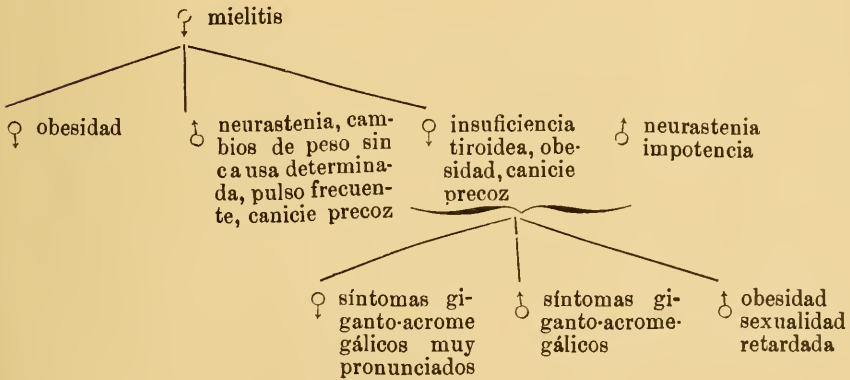 ♀ mielitis
♀ obesidad
♂ neurastenia, cam-
bios de peso sin
causa determina-
da, pulso frecuen-
te, canicie precoz
♀ insuficiencia
tiroidea, obe-
sidad, canicie
precoz
♂ neurastenia
impotencia
♀ síntomas gi-
ganto-acrome
gálicos muy
pronunciados
♂ síntomas gi-
ganto-acrome-
gálicos
♂ obesidad
sexualidad
retardada